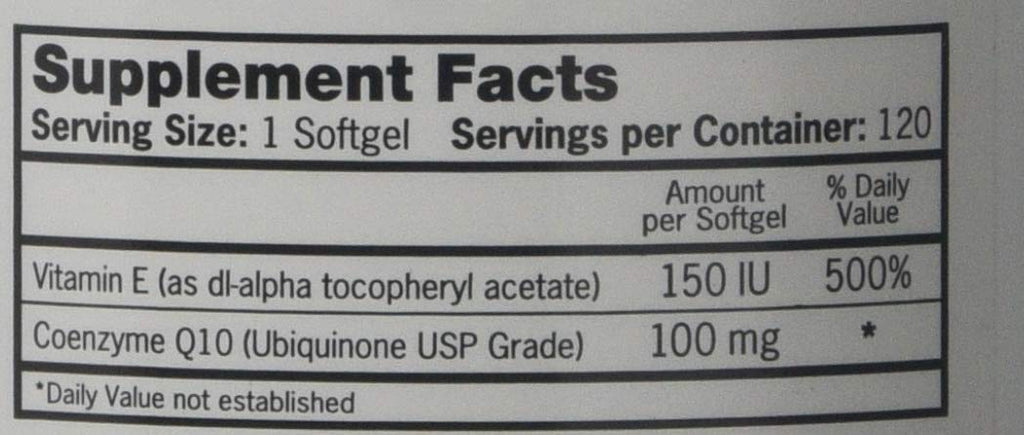 Supplement Facts
Serving Size: 1 Softgel Servings per Container: 120
Amount per Softgel % Daily Value
Vitamin E (as dl-alpha tocopheryl acetate) 150 IU 500%
Coenzyme Q10 (Ubiquinone USP Grade) 100 mg *
*Daily Value not established